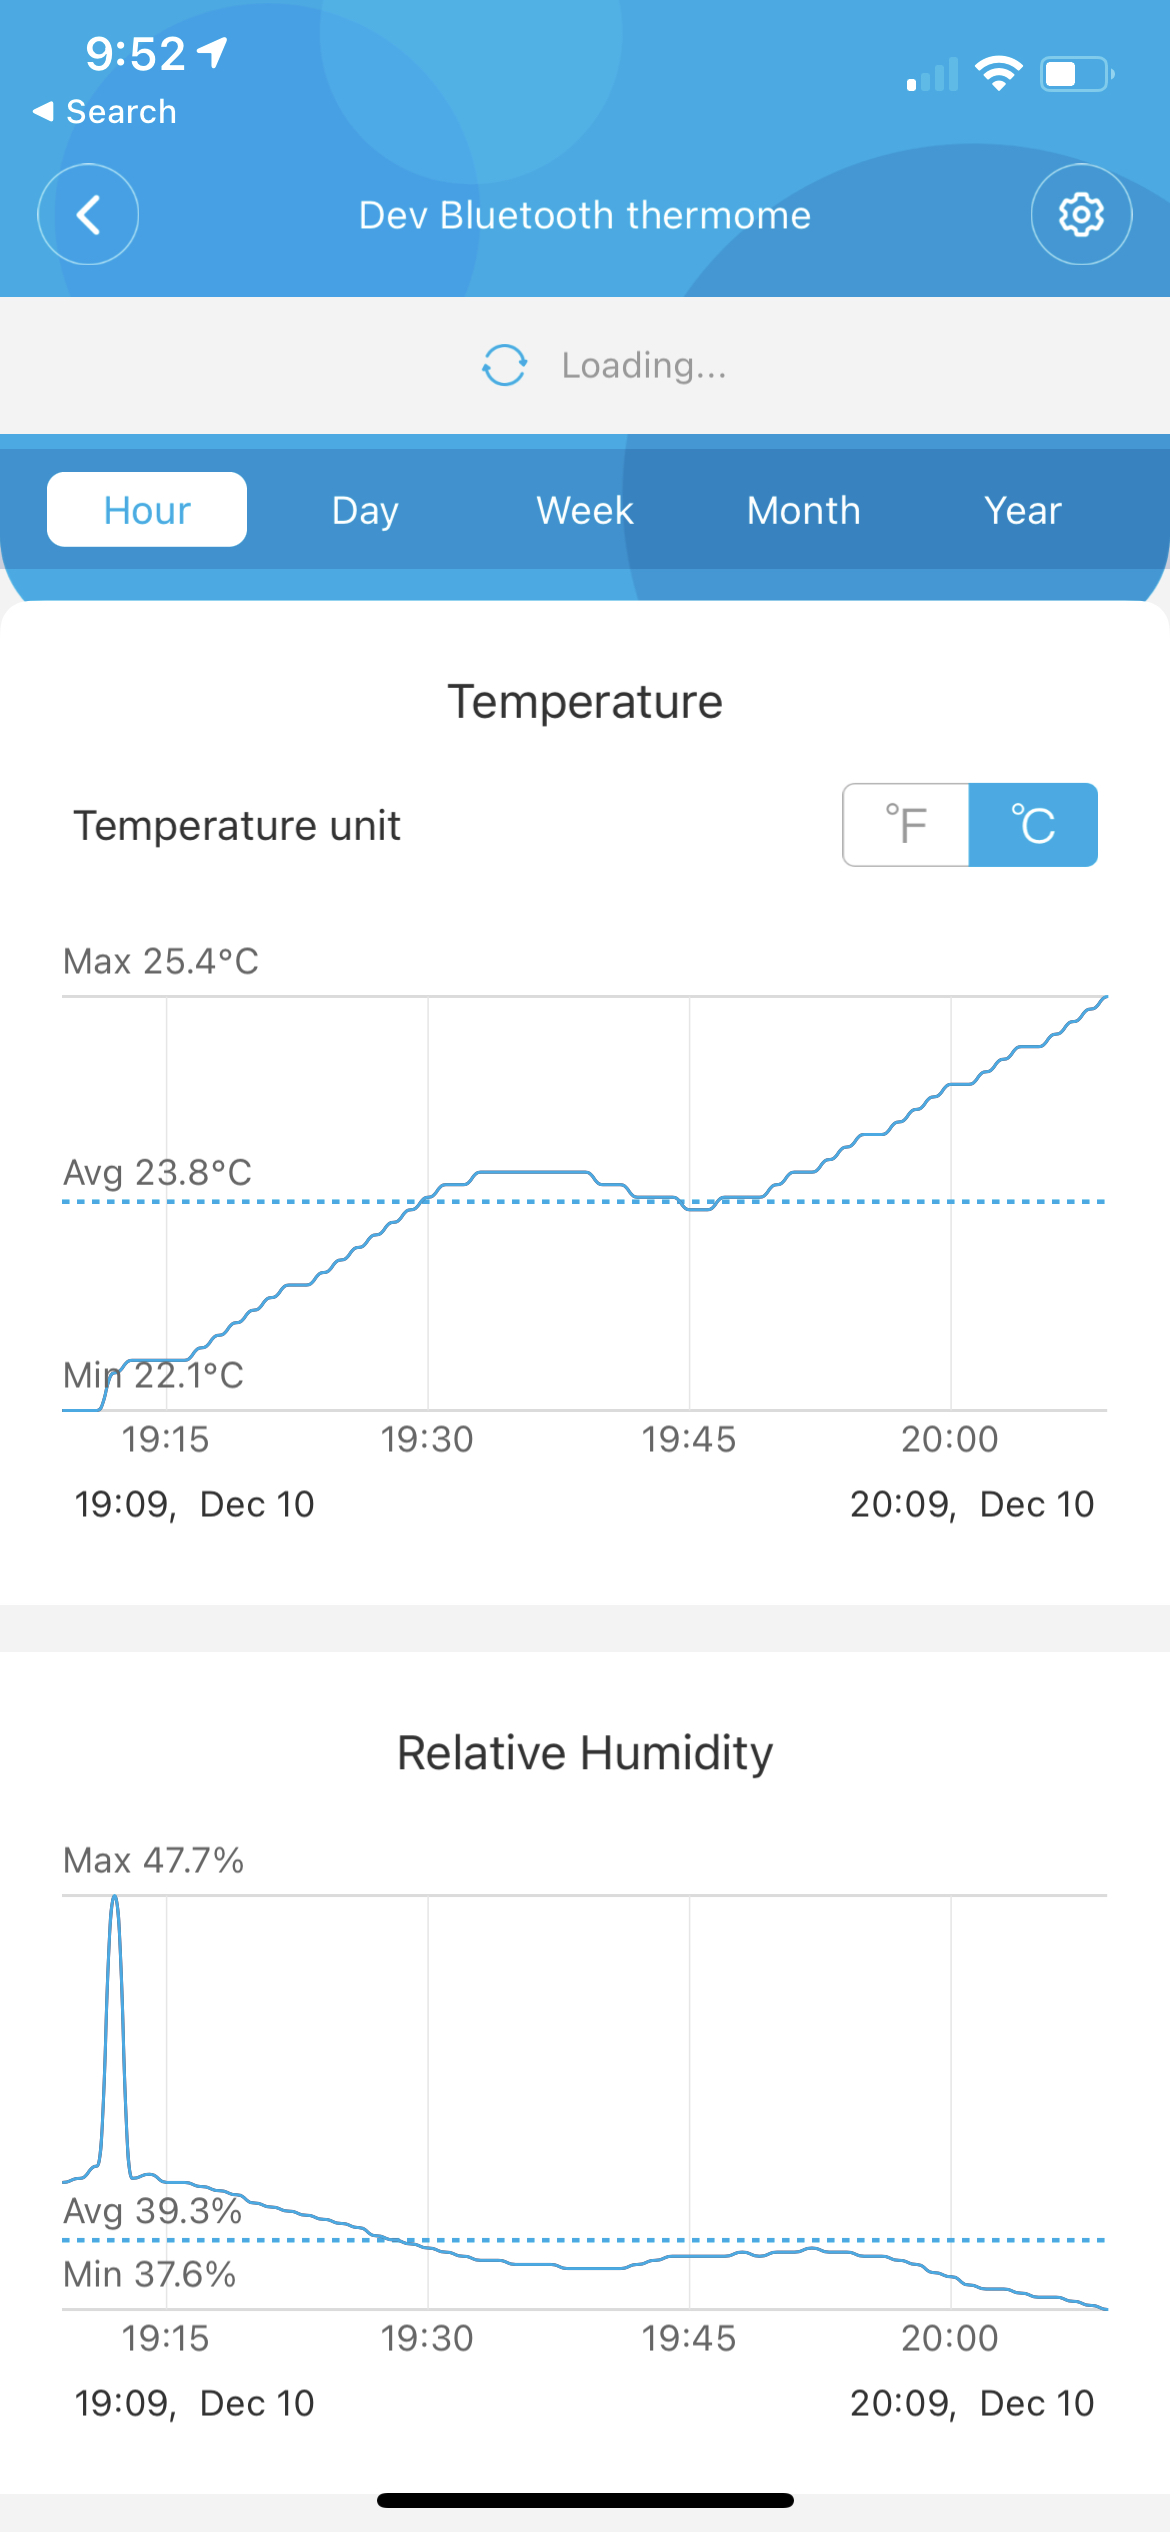 9:52
Search
Dev Bluetooth thermome
Loading...
Hour Day Week Month Year
Temperature
Temperature unit °F °C
Max 25.4°C
Avg 23.8°C
Min 22.1°C
19:15 19:30 19:45 20:00
19:09, Dec 10 20:09, Dec 10
Relative Humidity
Max 47.7%
Avg 39.3%
Min 37.6%
19:15 19:30 19:45 20:00
19:09, Dec 10 20:09, Dec 10